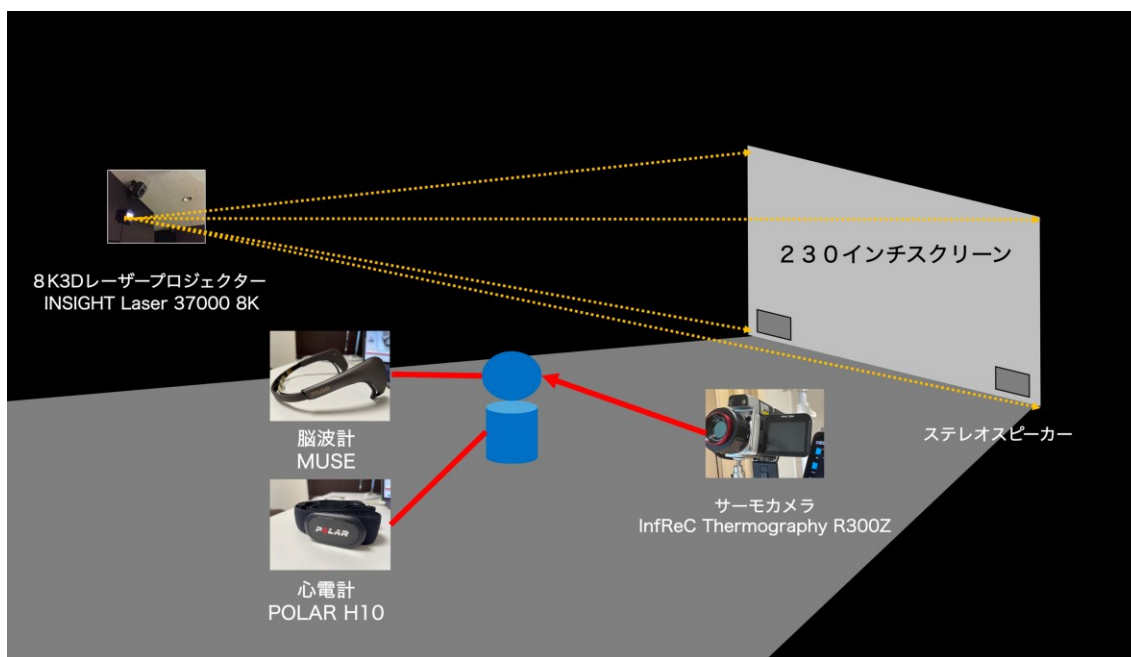 230インチスクリーン
8K3Dレーザープロジェクター
INSIGHT Laser 37000 8K
ステレオスピーカー
脳波計
MUSE
サーモカメラ
InfReC Thermography R300Z
POLAR
心電計
POLAR H10